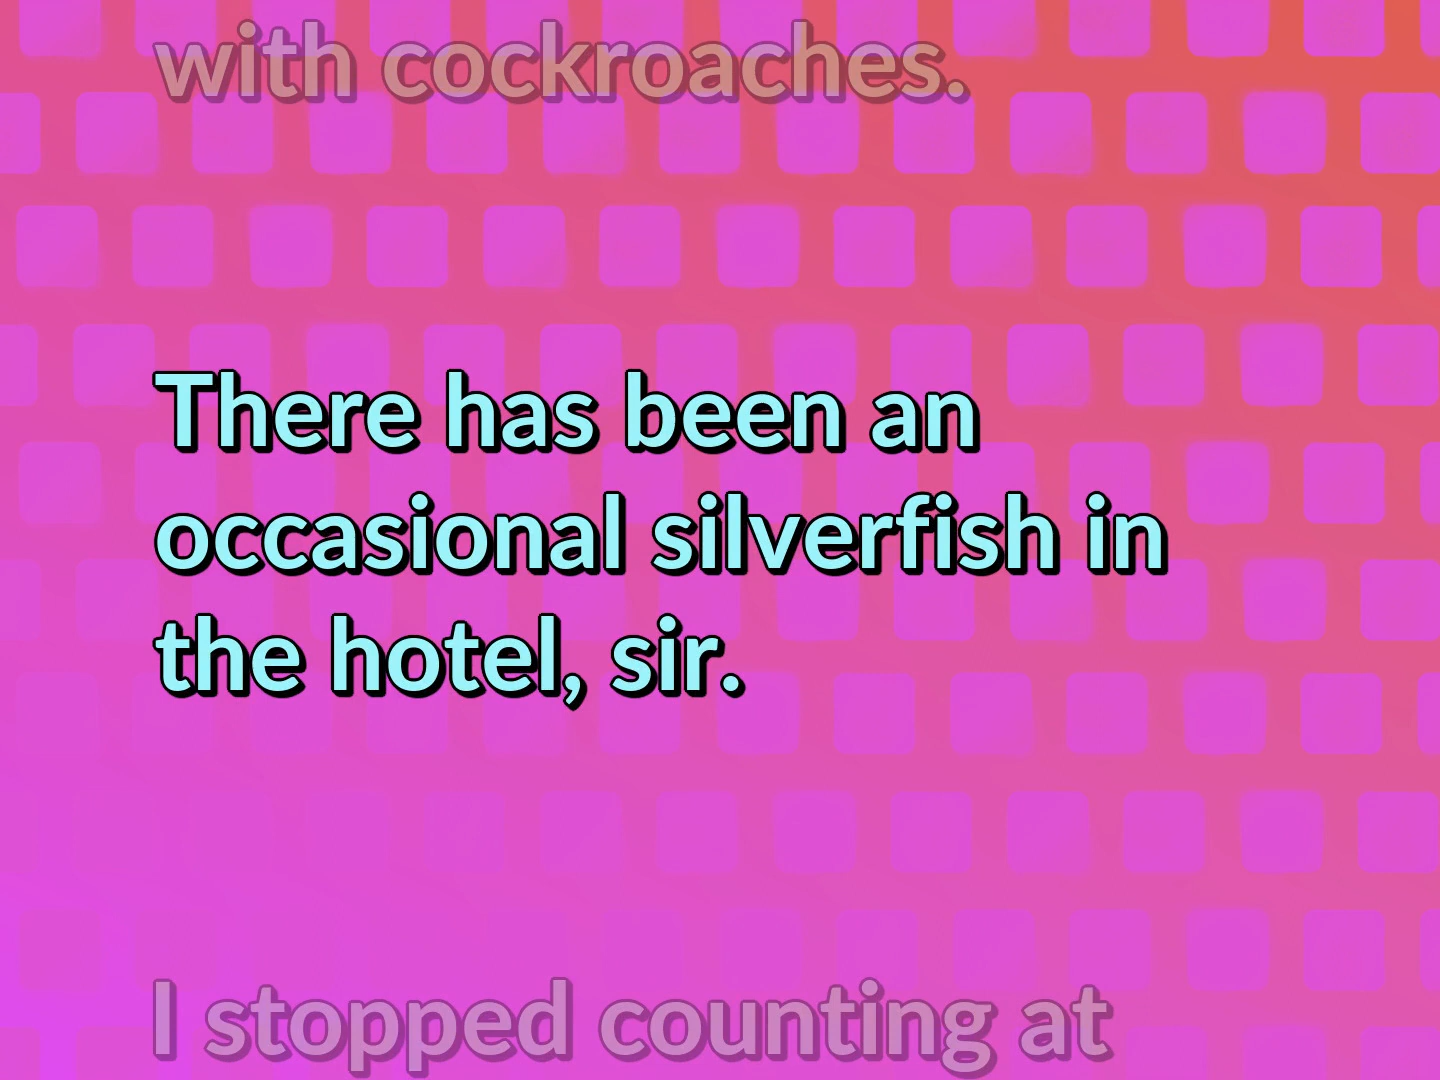 with cockroaches.
There has been an
occasional silverfish in
the hotel, sir.
I stopped counting at